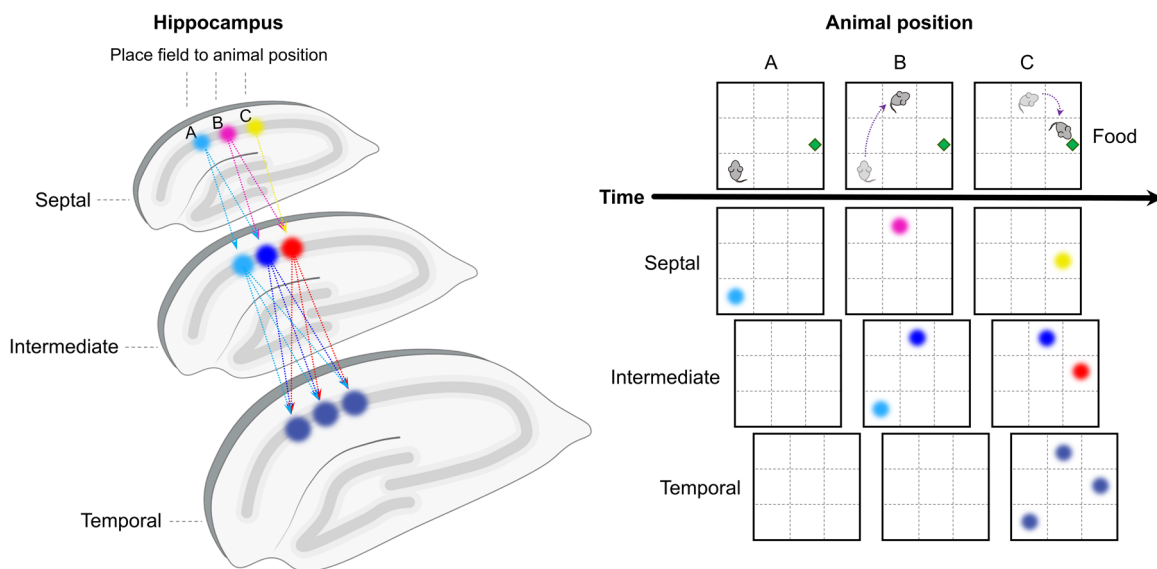 Hippocampus
Place field to animal position
A
B
C
Septal
Intermediate
Temporal
Animal position
A
B
C
Food
Time
Septal
Intermediate
Temporal